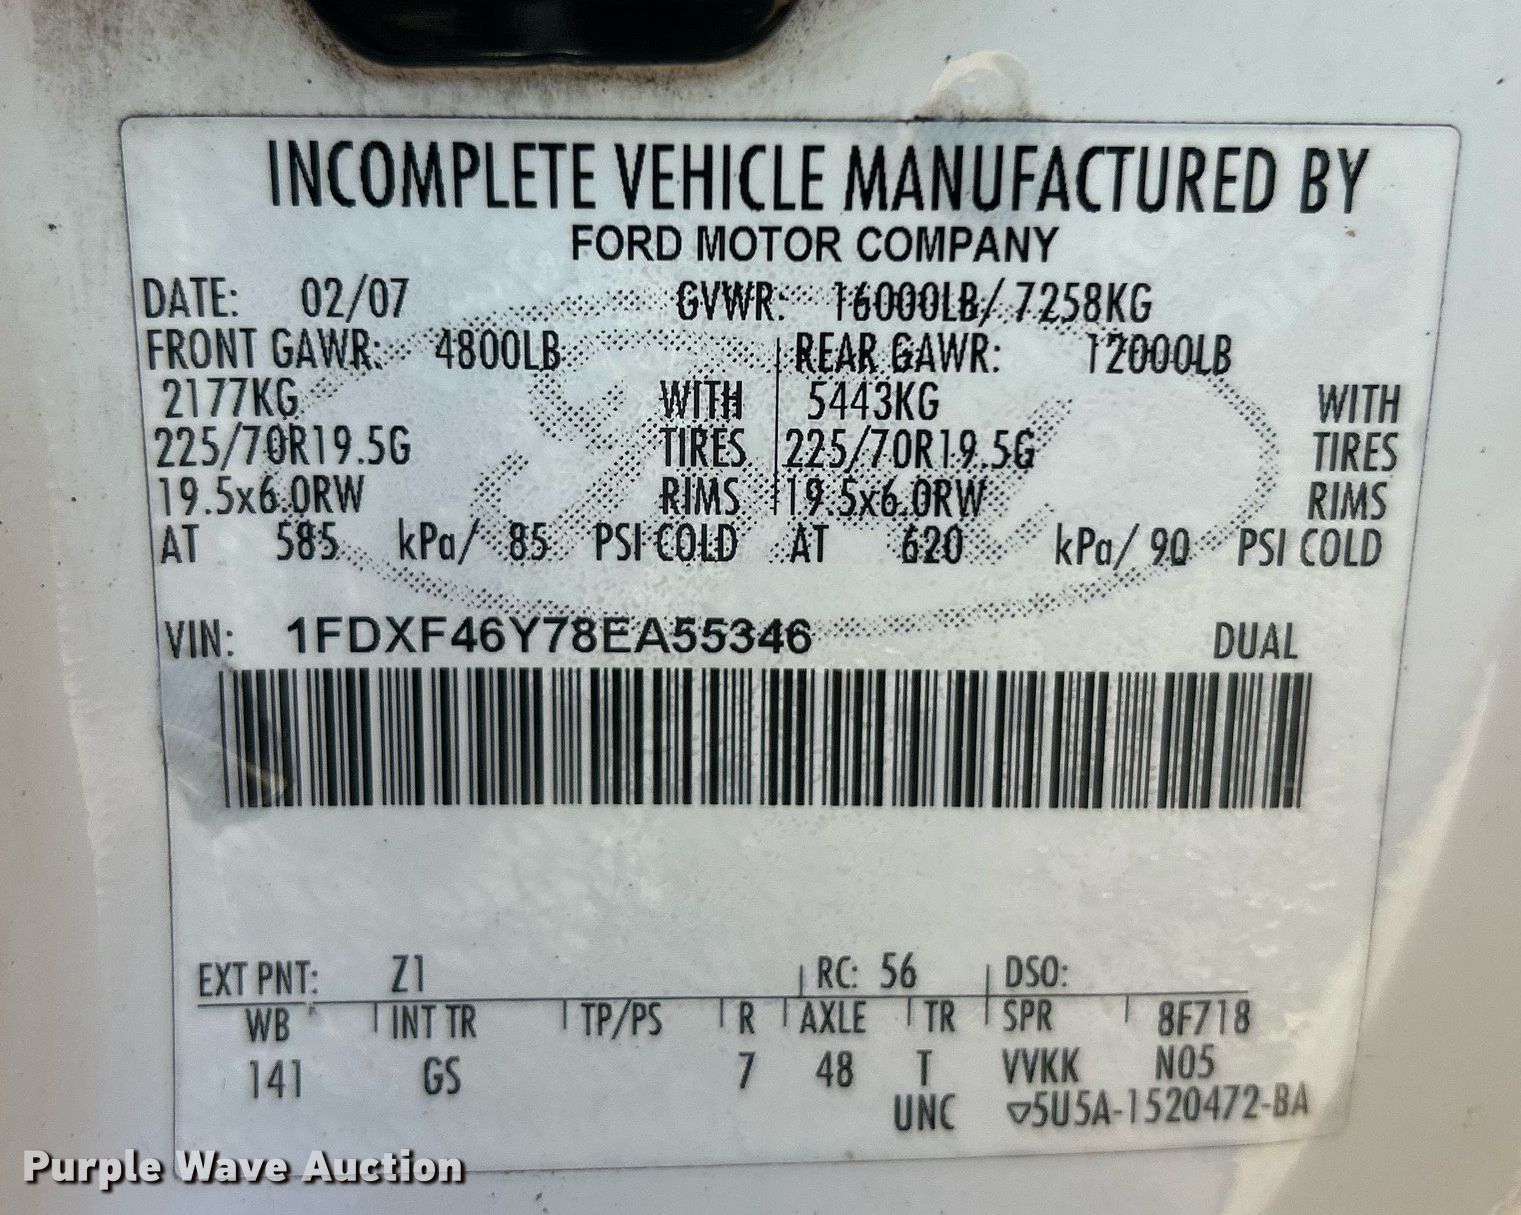 INCOMPLETE VEHICLE MANUFACTURED BY
FORD MOTOR COMPANY
DATE: 02/07 GVWR: 16000LB/ 7258KG
FRONT GAWR: 4800LB REAR GAWR: 12000LB
2177KG WITH 5443KG WITH
225/70R19.5G TIRES 225/70R19.5G TIRES
19.5x6.0RW RIMS 19.5x6.0RW RIMS
AT 585 kPa/ 85 PSI COLD AT 620 kPa/ 90 PSI COLD
VIN: 1FDXF46Y78EA55346 DUAL
EXT PNT: Z1 RC: 56 DSO:
WB INT TR TP/PS R AXLE TR SPR 8F718
141 GS 7 48 T VVKK N05
UNC ▽5U5A-1520472-BA
Purple Wave Auction